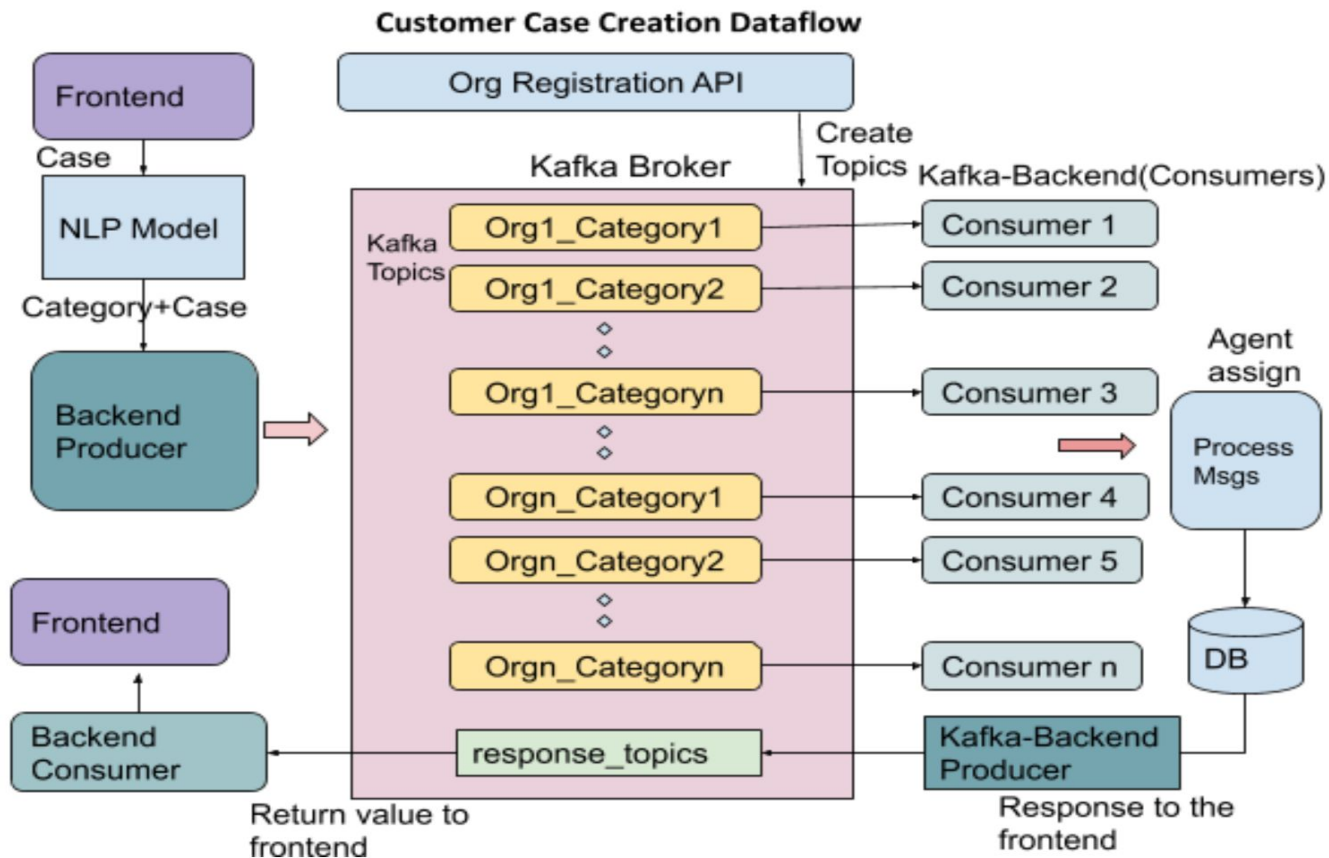 Customer Case Creation Dataflow
Frontend
Org Registration API
Case
Create
Topics
NLP Model
Kafka Broker
Kafka-Backend(Consumers)
Kafka
Topics
Org1_Category1
Consumer 1
Org1_Category2
Consumer 2
Category+Case
Org1_Categoryn
Consumer 3
Agent
assign
Backend
Producer
Process
Msgs
Orgn_Category1
Consumer 4
Orgn_Category2
Consumer 5
Frontend
Orgn_Categoryn
Consumer n
DB
Backend
Consumer
response_topics
Kafka-Backend
Producer
Return value to
frontend
Response to the
frontend